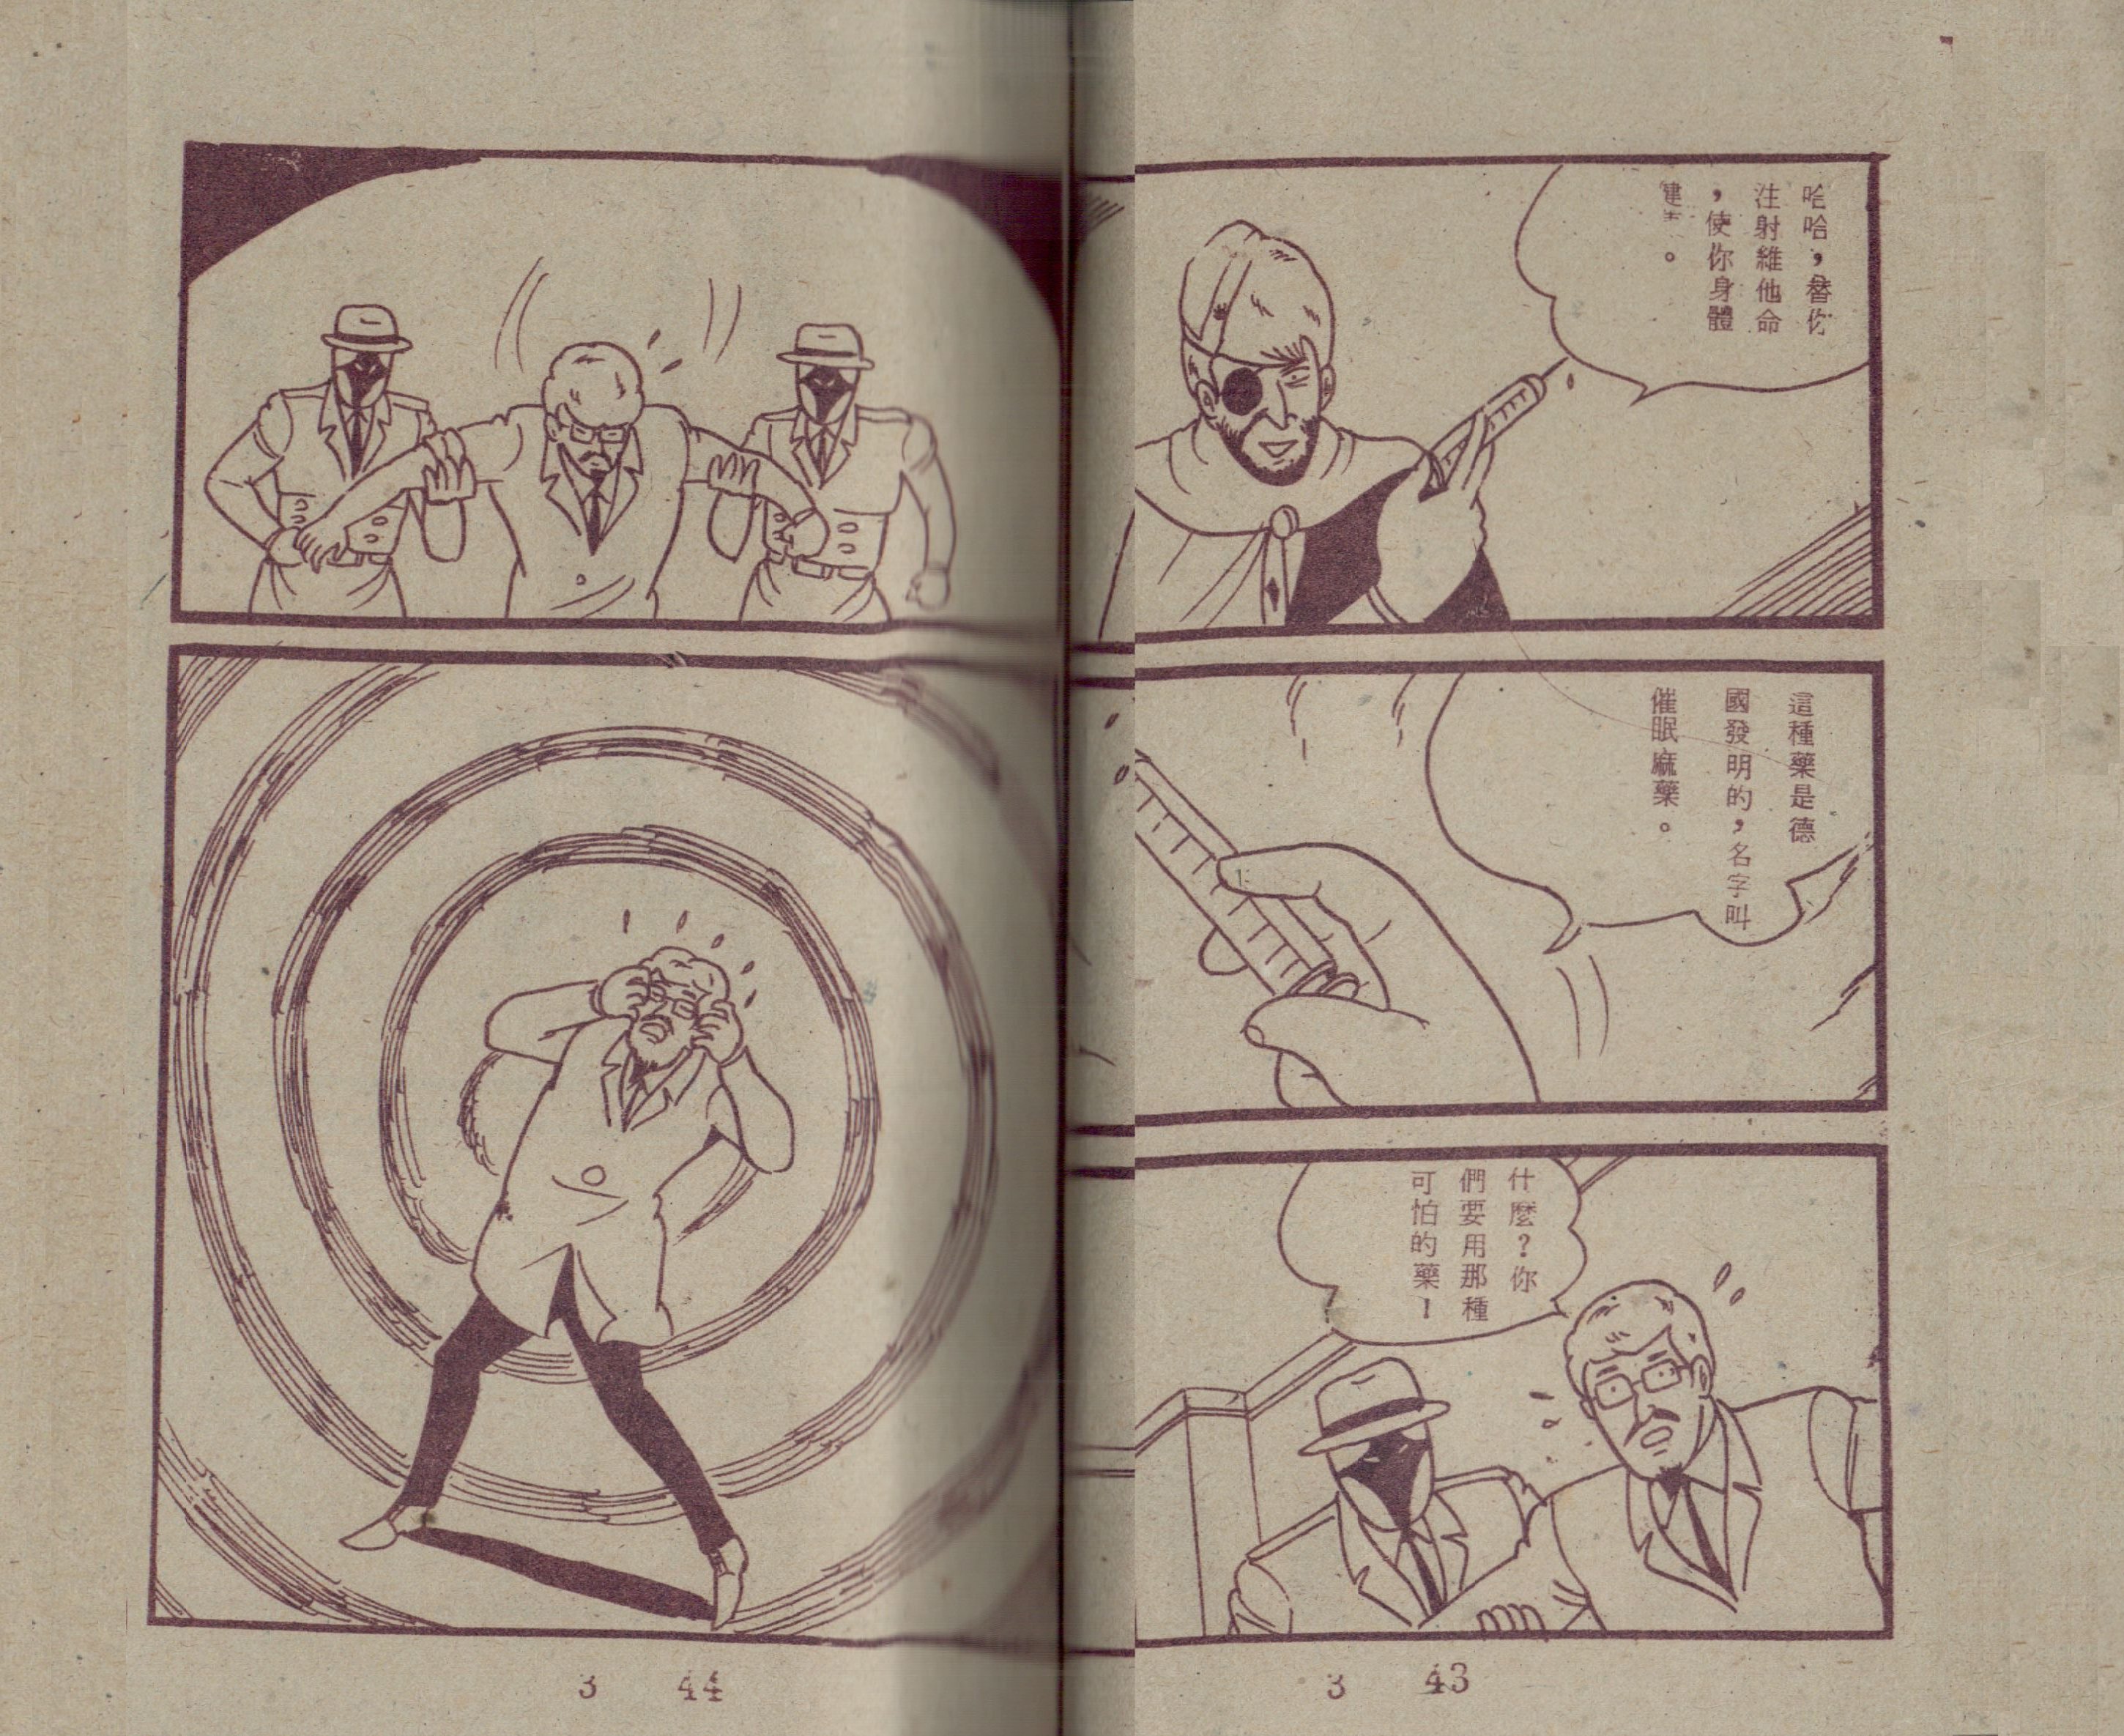 哈哈，替你
注射維他命
，使你身體
健。
這種藥是德
國發明的，名字叫
催眠麻藥。
什麼？你
們要用那種
可怕的藥！
3 43
3 44